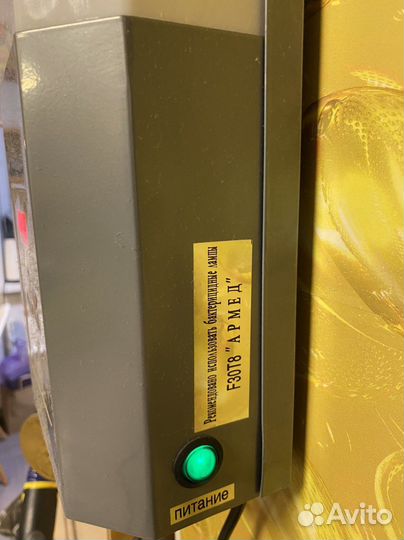 Рекомендовано использовать бактерицидные лампы
F30T8 "АРМЕД"
питание
Avito